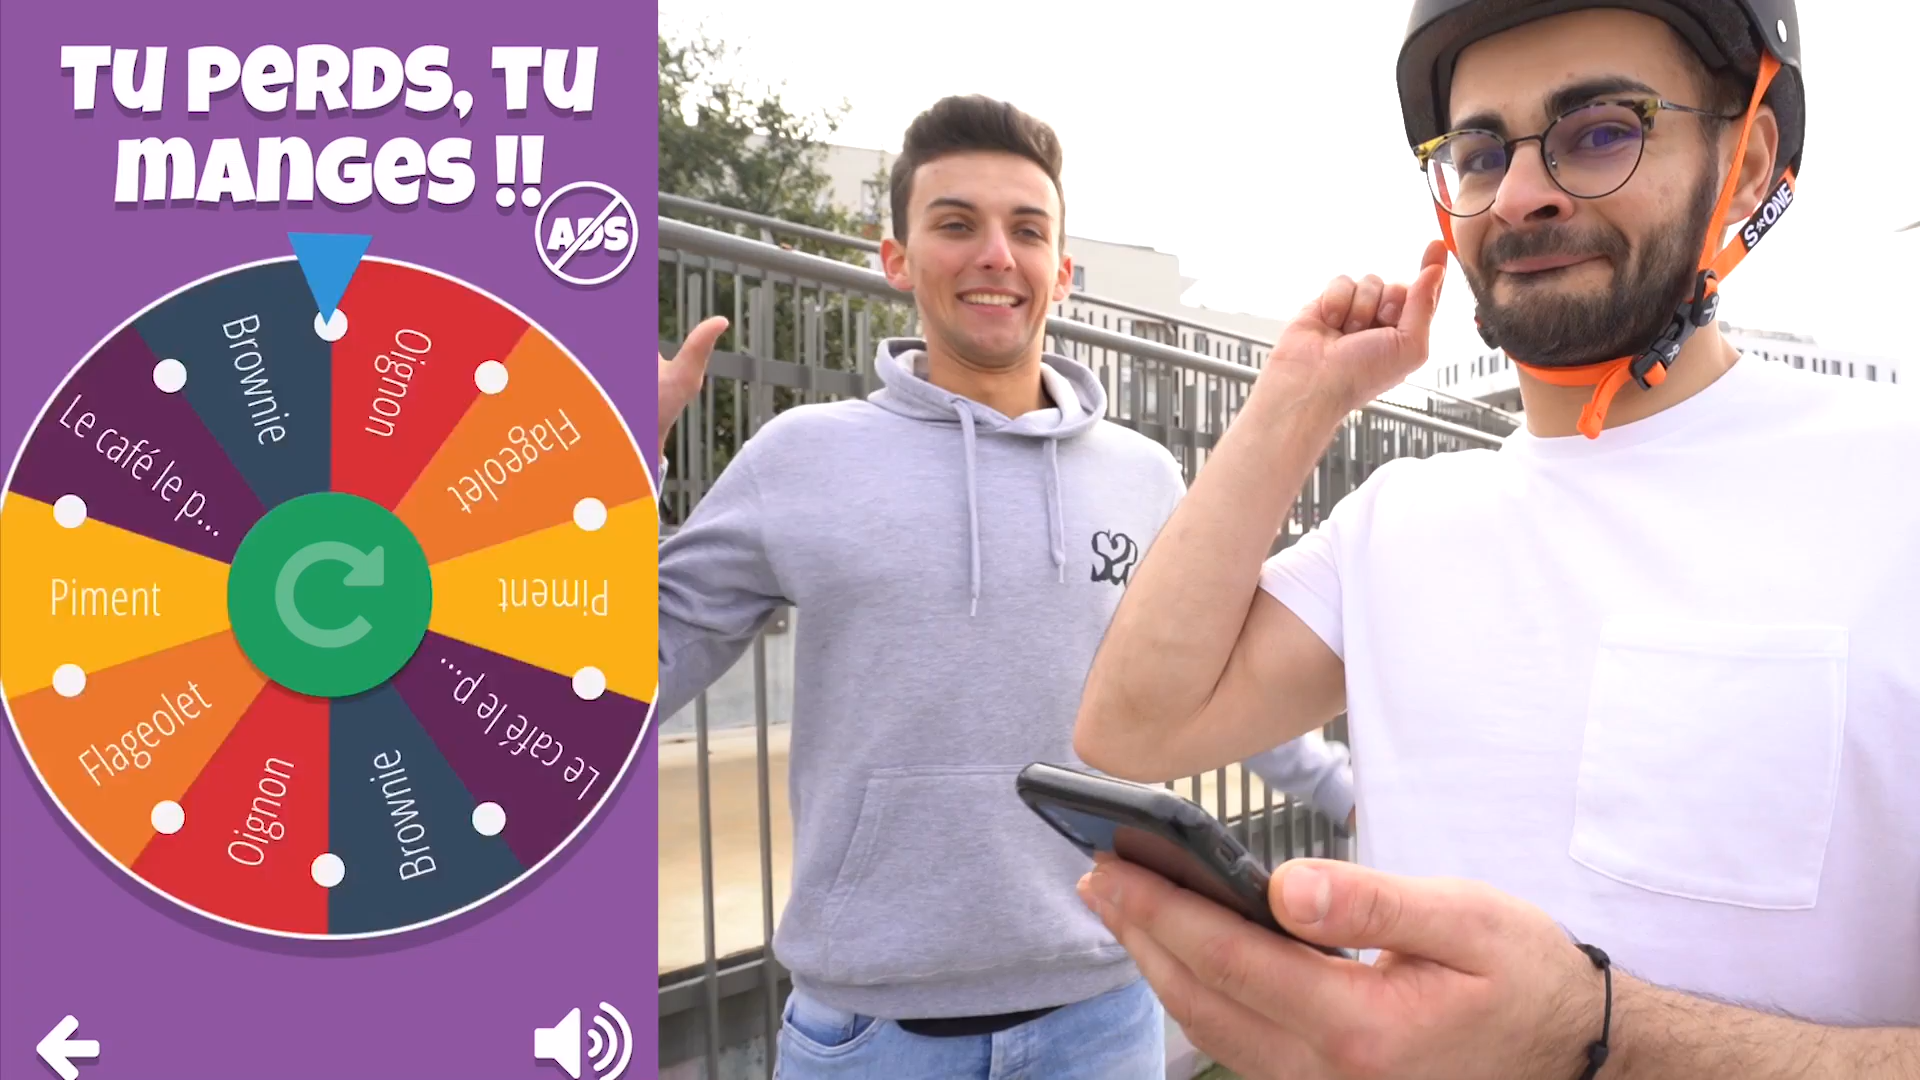 TU PERDS, TU
MANGES !!
ADS
Brownie
Oignon
Flageolet
Piment
Le café le p...
Brownie
Oignon
Flageolet
Piment
Le café le p...
S*ONE